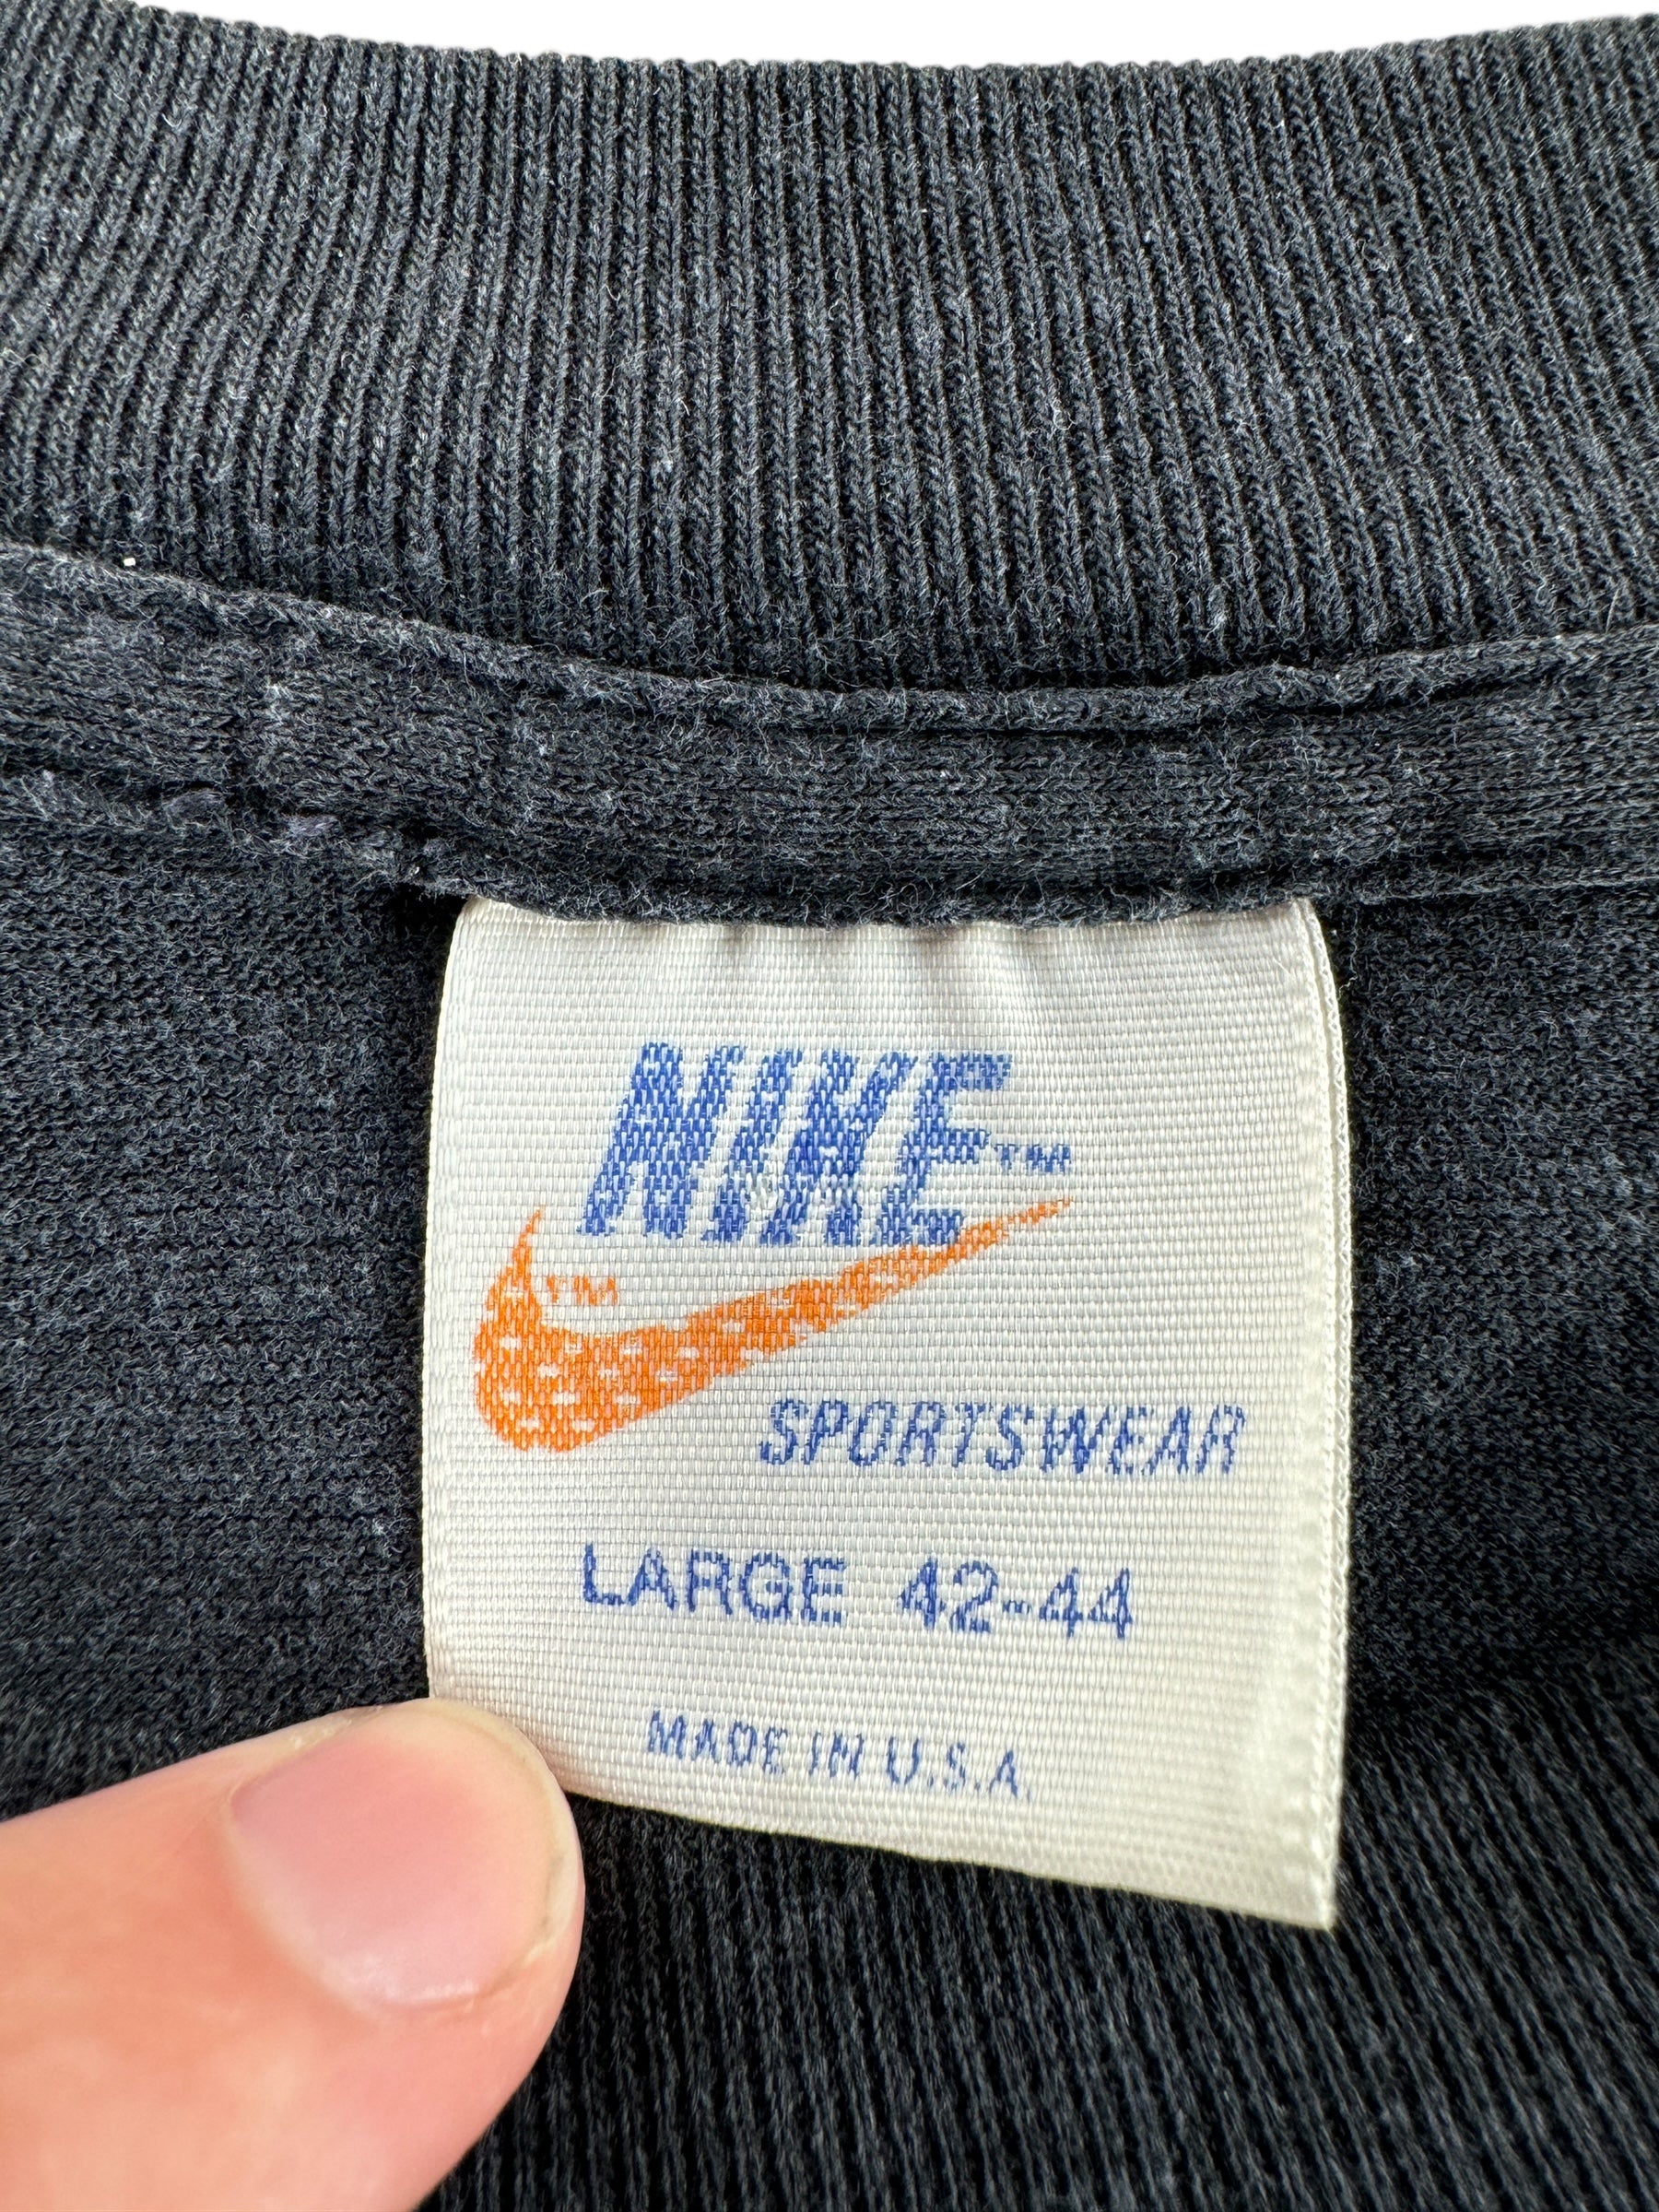 NIKE™
TM
SPORTSWEAR
LARGE 42-44
MADE IN U.S.A.